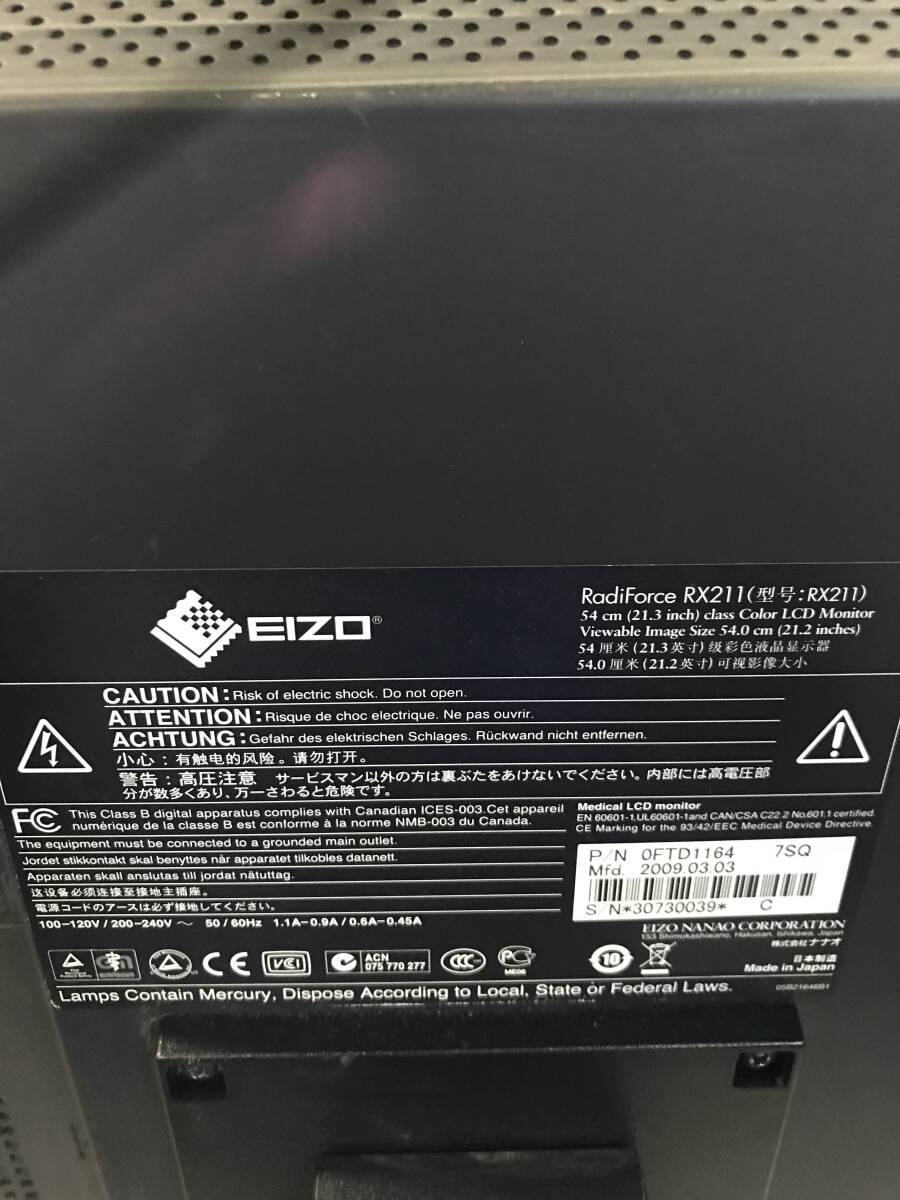 EIZO®
RadiForce RX211(型号:RX211)
54 cm (21.3 inch) class Color LCD Monitor
Viewable Image Size 54.0 cm (21.2 inches)
54 厘米 (21.3英寸) 级彩色液晶显示器
54.0 厘米 (21.2英寸) 可视影像大小
CAUTION : Risk of electric shock. Do not open.
ATTENTION : Risque de choc electrique. Ne pas ouvrir.
ACHTUNG : Gefahr des elektrischen Schlages. Rückwand nicht entfernen.
小心 : 有触电的风险。请勿打开。
警告 : 高圧注意 サービスマン以外の方は裏ぶたをあけないでください。内部には高電圧部
分が数多くあり、万一さわると危険です。
FC This Class B digital apparatus complies with Canadian ICES-003.Cet appareil
numérique de la classe B est conforme à la norme NMB-003 du Canada.
The equipment must be connected to a grounded main outlet.
Jordet stikkontakt skal benyttes når apparatet tilkobles datanett.
Apparaten skall anslutas till jordat nätuttag.
这设备必须连接至接地主插座。
電源コードのアースは必ず接地してください。
100-120V / 200-240V ～ 50 / 60Hz 1.1A-0.9A / 0.6A-0.45A
Medical LCD monitor
EN 60601-1,UL60601-1and CAN/CSA C22.2 No.601.1 certified.
CE Marking for the 93/42/EEC Medical Device Directive.
P/N 0FTD1164 7SQ
Mfd. 2009.03.03
S N*30730039* C
EIZO NANAO CORPORATION
153 Shimokashiwano, Hakusan, Ishikawa, Japan
株式会社ナナオ
日本制造
Made in Japan
CE
VCI
ACN
075 770 277
CCC
ME06
10
Lamps Contain Mercury, Dispose According to Local, State or Federal Laws.
05B21646B1